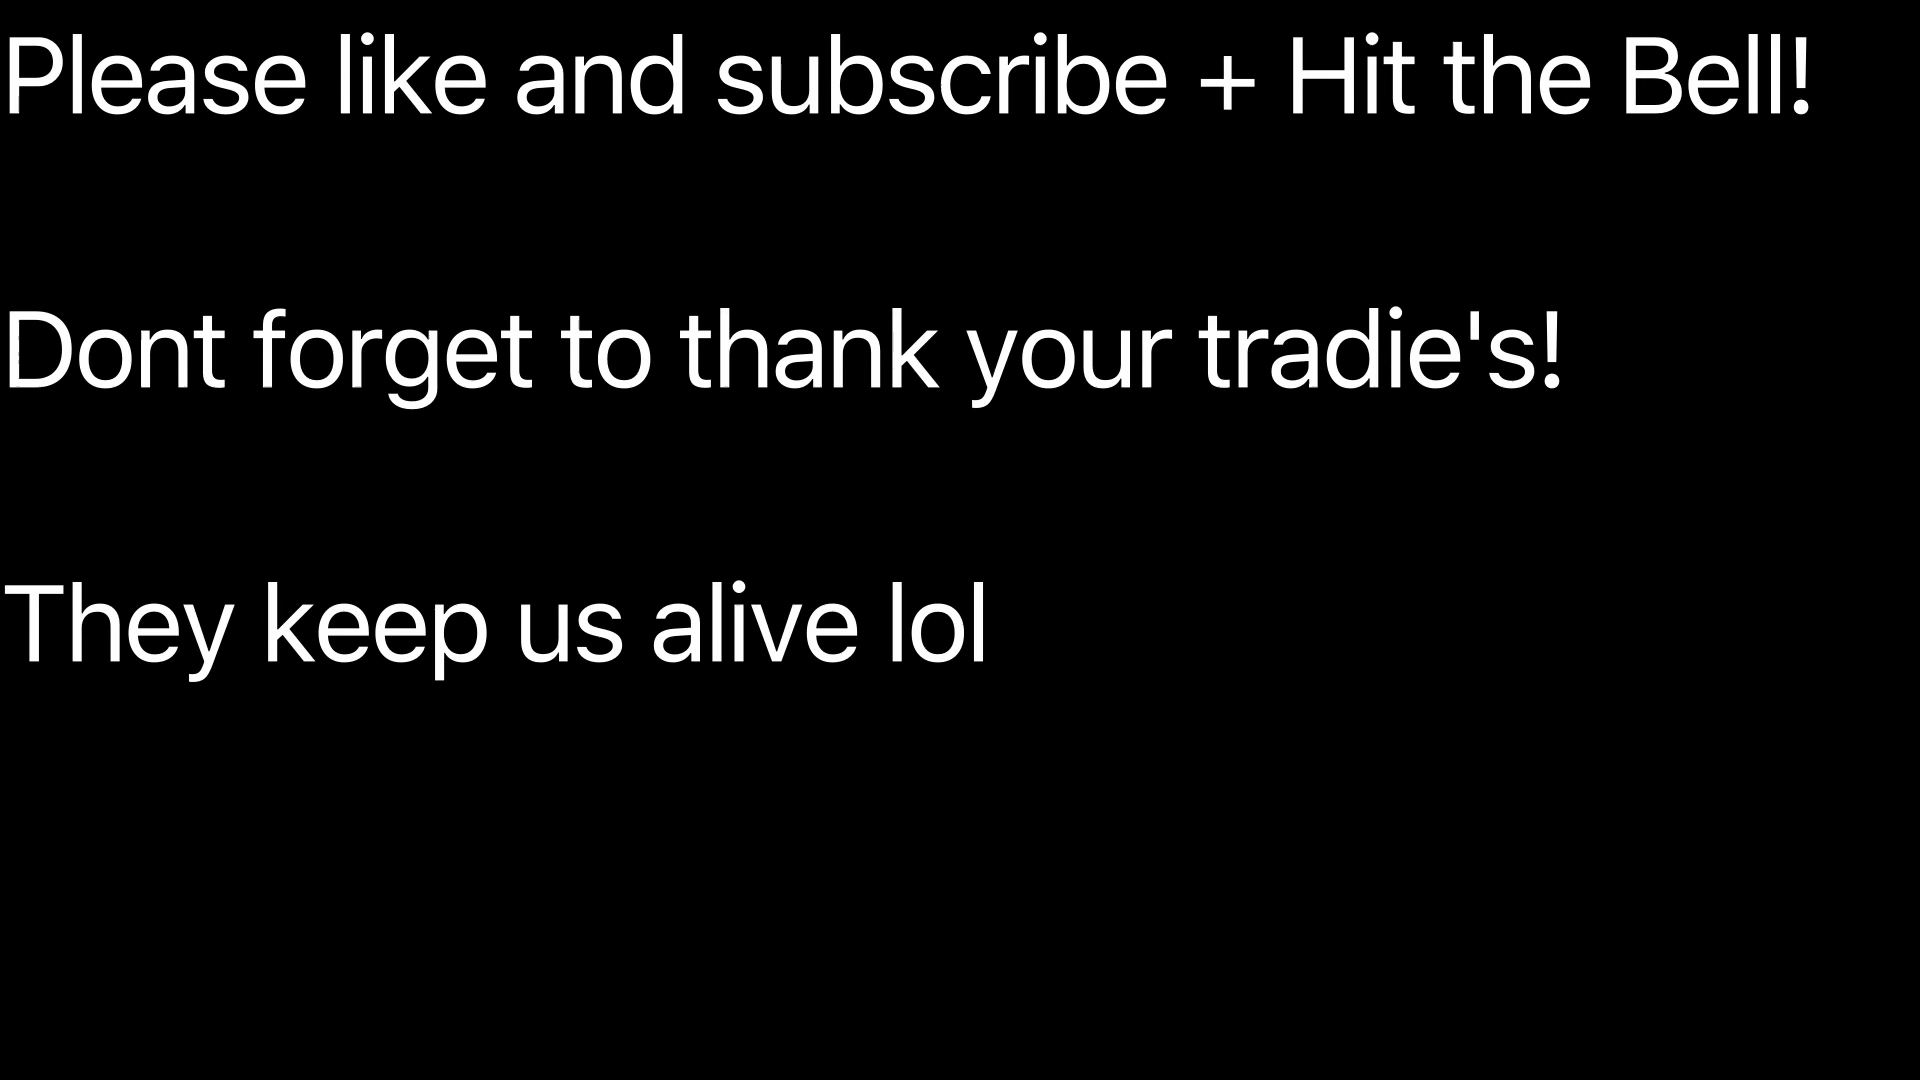 Please like and subscribe + Hit the Bell!
Dont forget to thank your tradie's!
They keep us alive lol